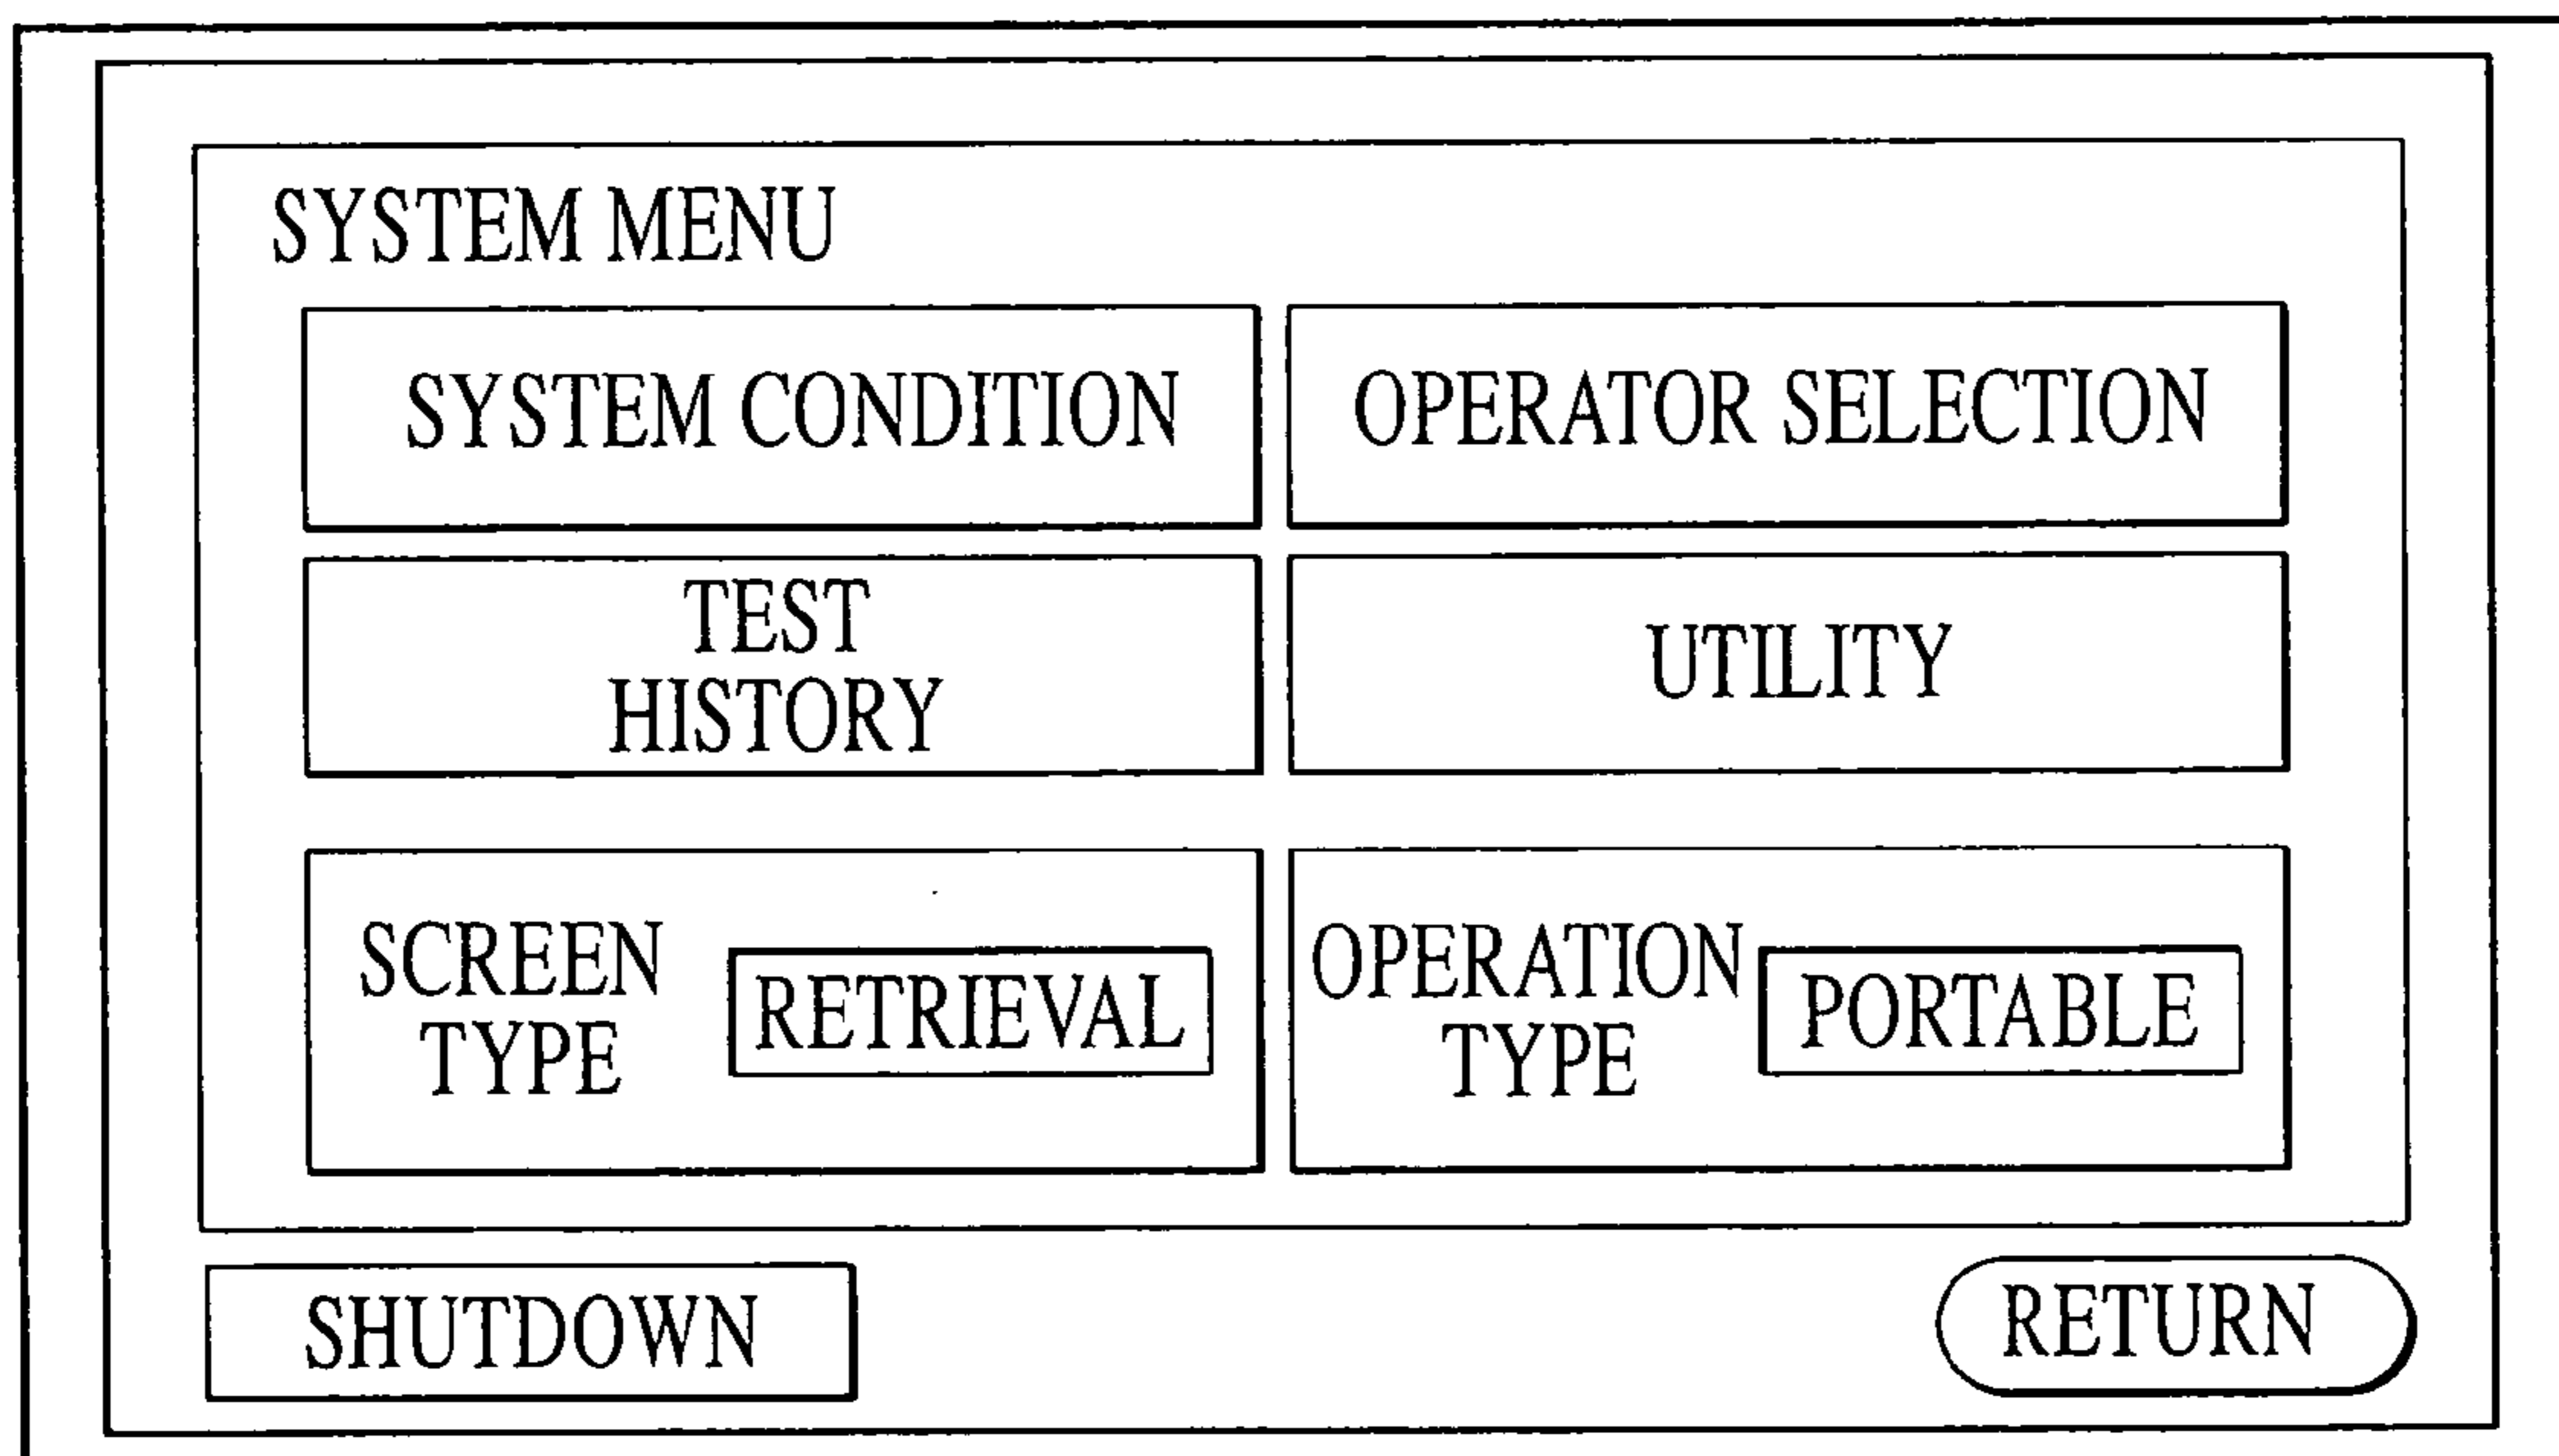 SYSTEM MENU
SYSTEM CONDITION
OPERATOR SELECTION
TEST
HISTORY
UTILITY
SCREEN
TYPE
RETRIEVAL
OPERATION
TYPE
PORTABLE
SHUTDOWN
RETURN